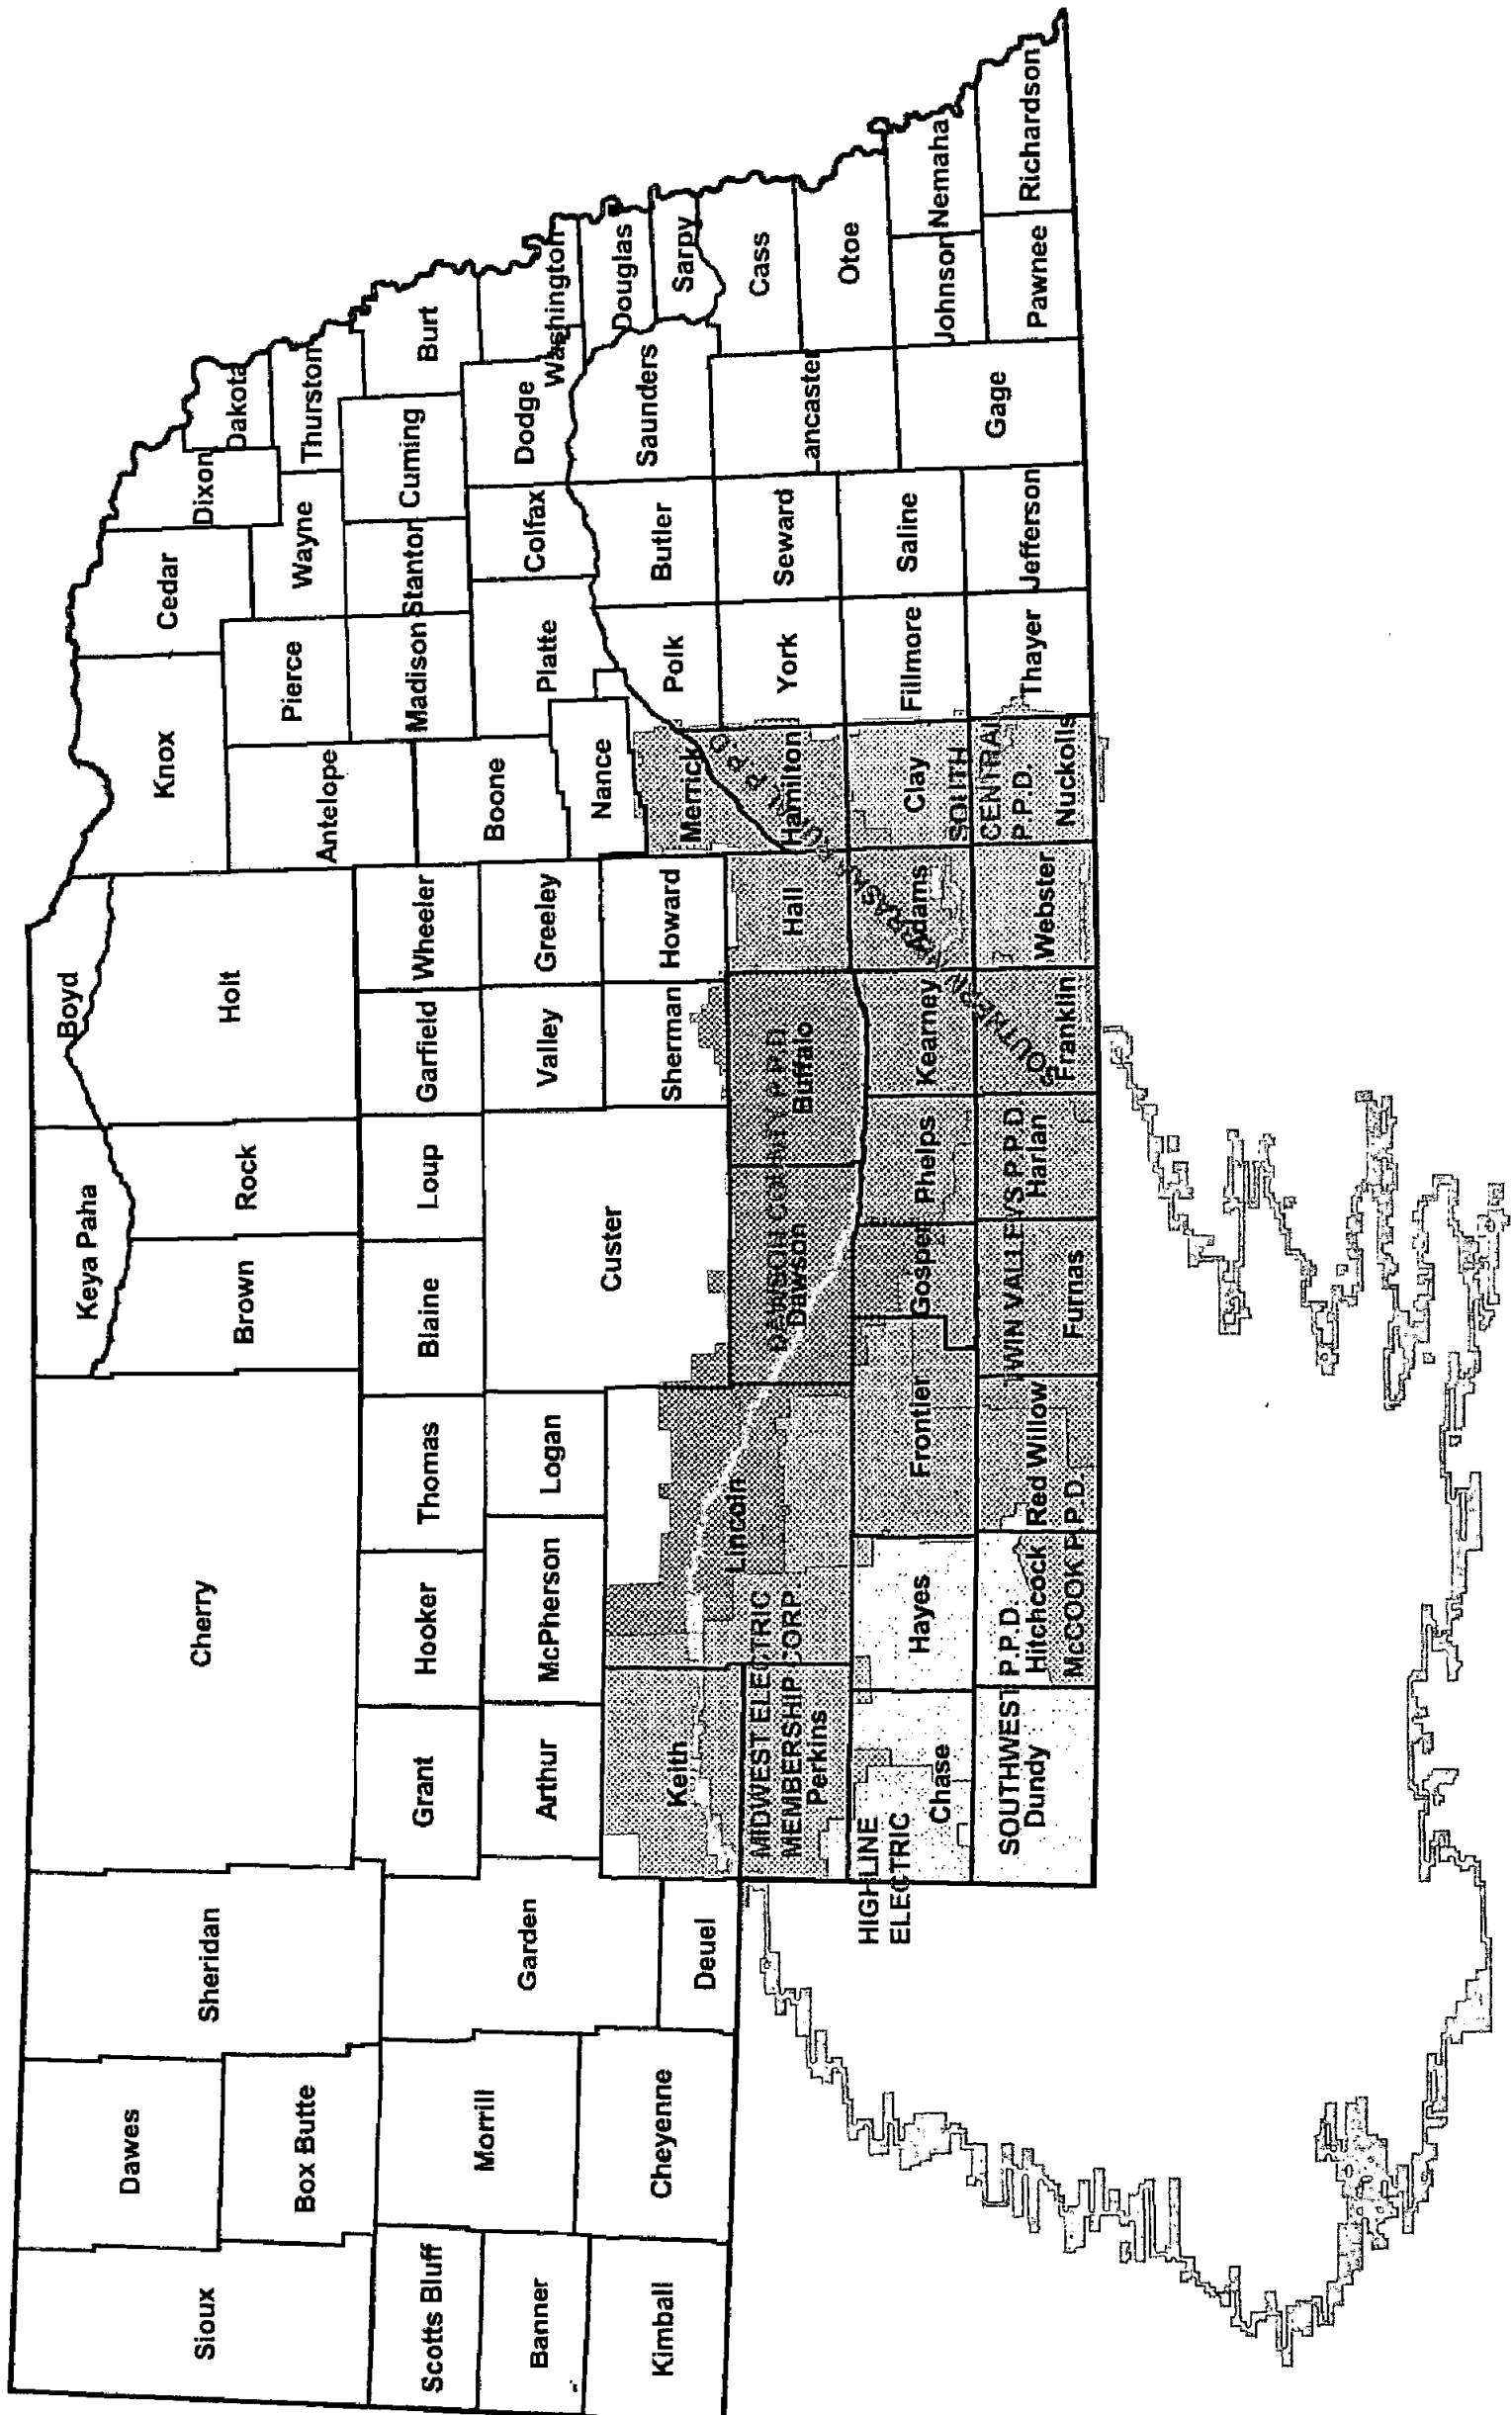 Sioux
Dawes
Sheridan
Cherry
Keya Paha
Boyd
Knox
Cedar
Dixon
Dakota
Box Butte
Brown
Rock
Holt
Antelope
Pierce
Wayne
Thurston
Scotts Bluff
Morrill
Garden
Grant
Hooker
Thomas
Blaine
Loup
Garfield
Wheeler
Boone
Madison
Stanton
Cuming
Burt
Banner
Arthur
McPherson
Logan
Custer
Valley
Greeley
Nance
Platte
Colfax
Dodge
Washington
Kimball
Cheyenne
Deuel
Keith
Lincoln
Sherman
Howard
Merrick
Polk
Butler
Saunders
Douglas
Sarpy
MIDWEST ELECTRIC
MEMBERSHIP CORP.
Perkins
DAWSON COUNTY P.P.D
Dawson
Buffalo
Hall
Hamilton
York
Seward
ancaster
Cass
HIGHLINE
ELECTRIC
Chase
Hayes
Frontier
Gosper
Phelps
Kearney
Adams
Clay
Fillmore
Saline
Otoe
Johnson
Nemaha
SOUTHWEST P.P.D.
Dundy
Hitchcock
Red Willow
McCOOK P.P.D.
WIN VALLEYS P.P.D
Furnas
Harlan
Franklin
Webster
SOUTH
CENTRAL
P.P.D.
Nuckolls
Thayer
Jefferson
Gage
Pawnee
Richardson